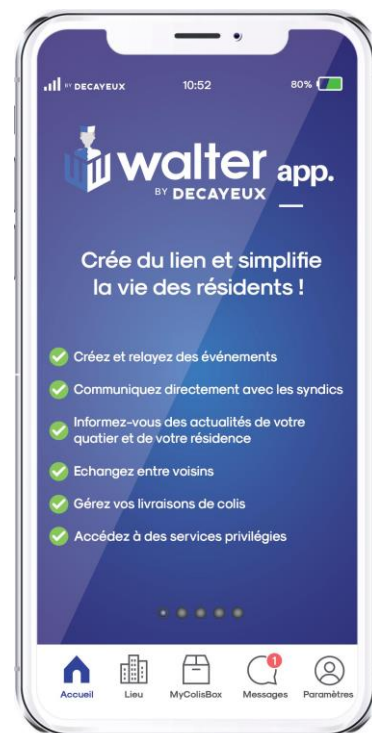 BY DECAYEUX 10:52 80%
walter app.
BY DECAYEUX
Crée du lien et simplifie
la vie des résidents !
Créez et relayez des événements
Communiquez directement avec les syndics
Informez-vous des actualités de votre
quatier et de votre résidence
Echangez entre voisins
Gérez vos livraisons de colis
Accédez à des services privilégies
1
Accueil Lieu MyColisBox Messages Paramètres